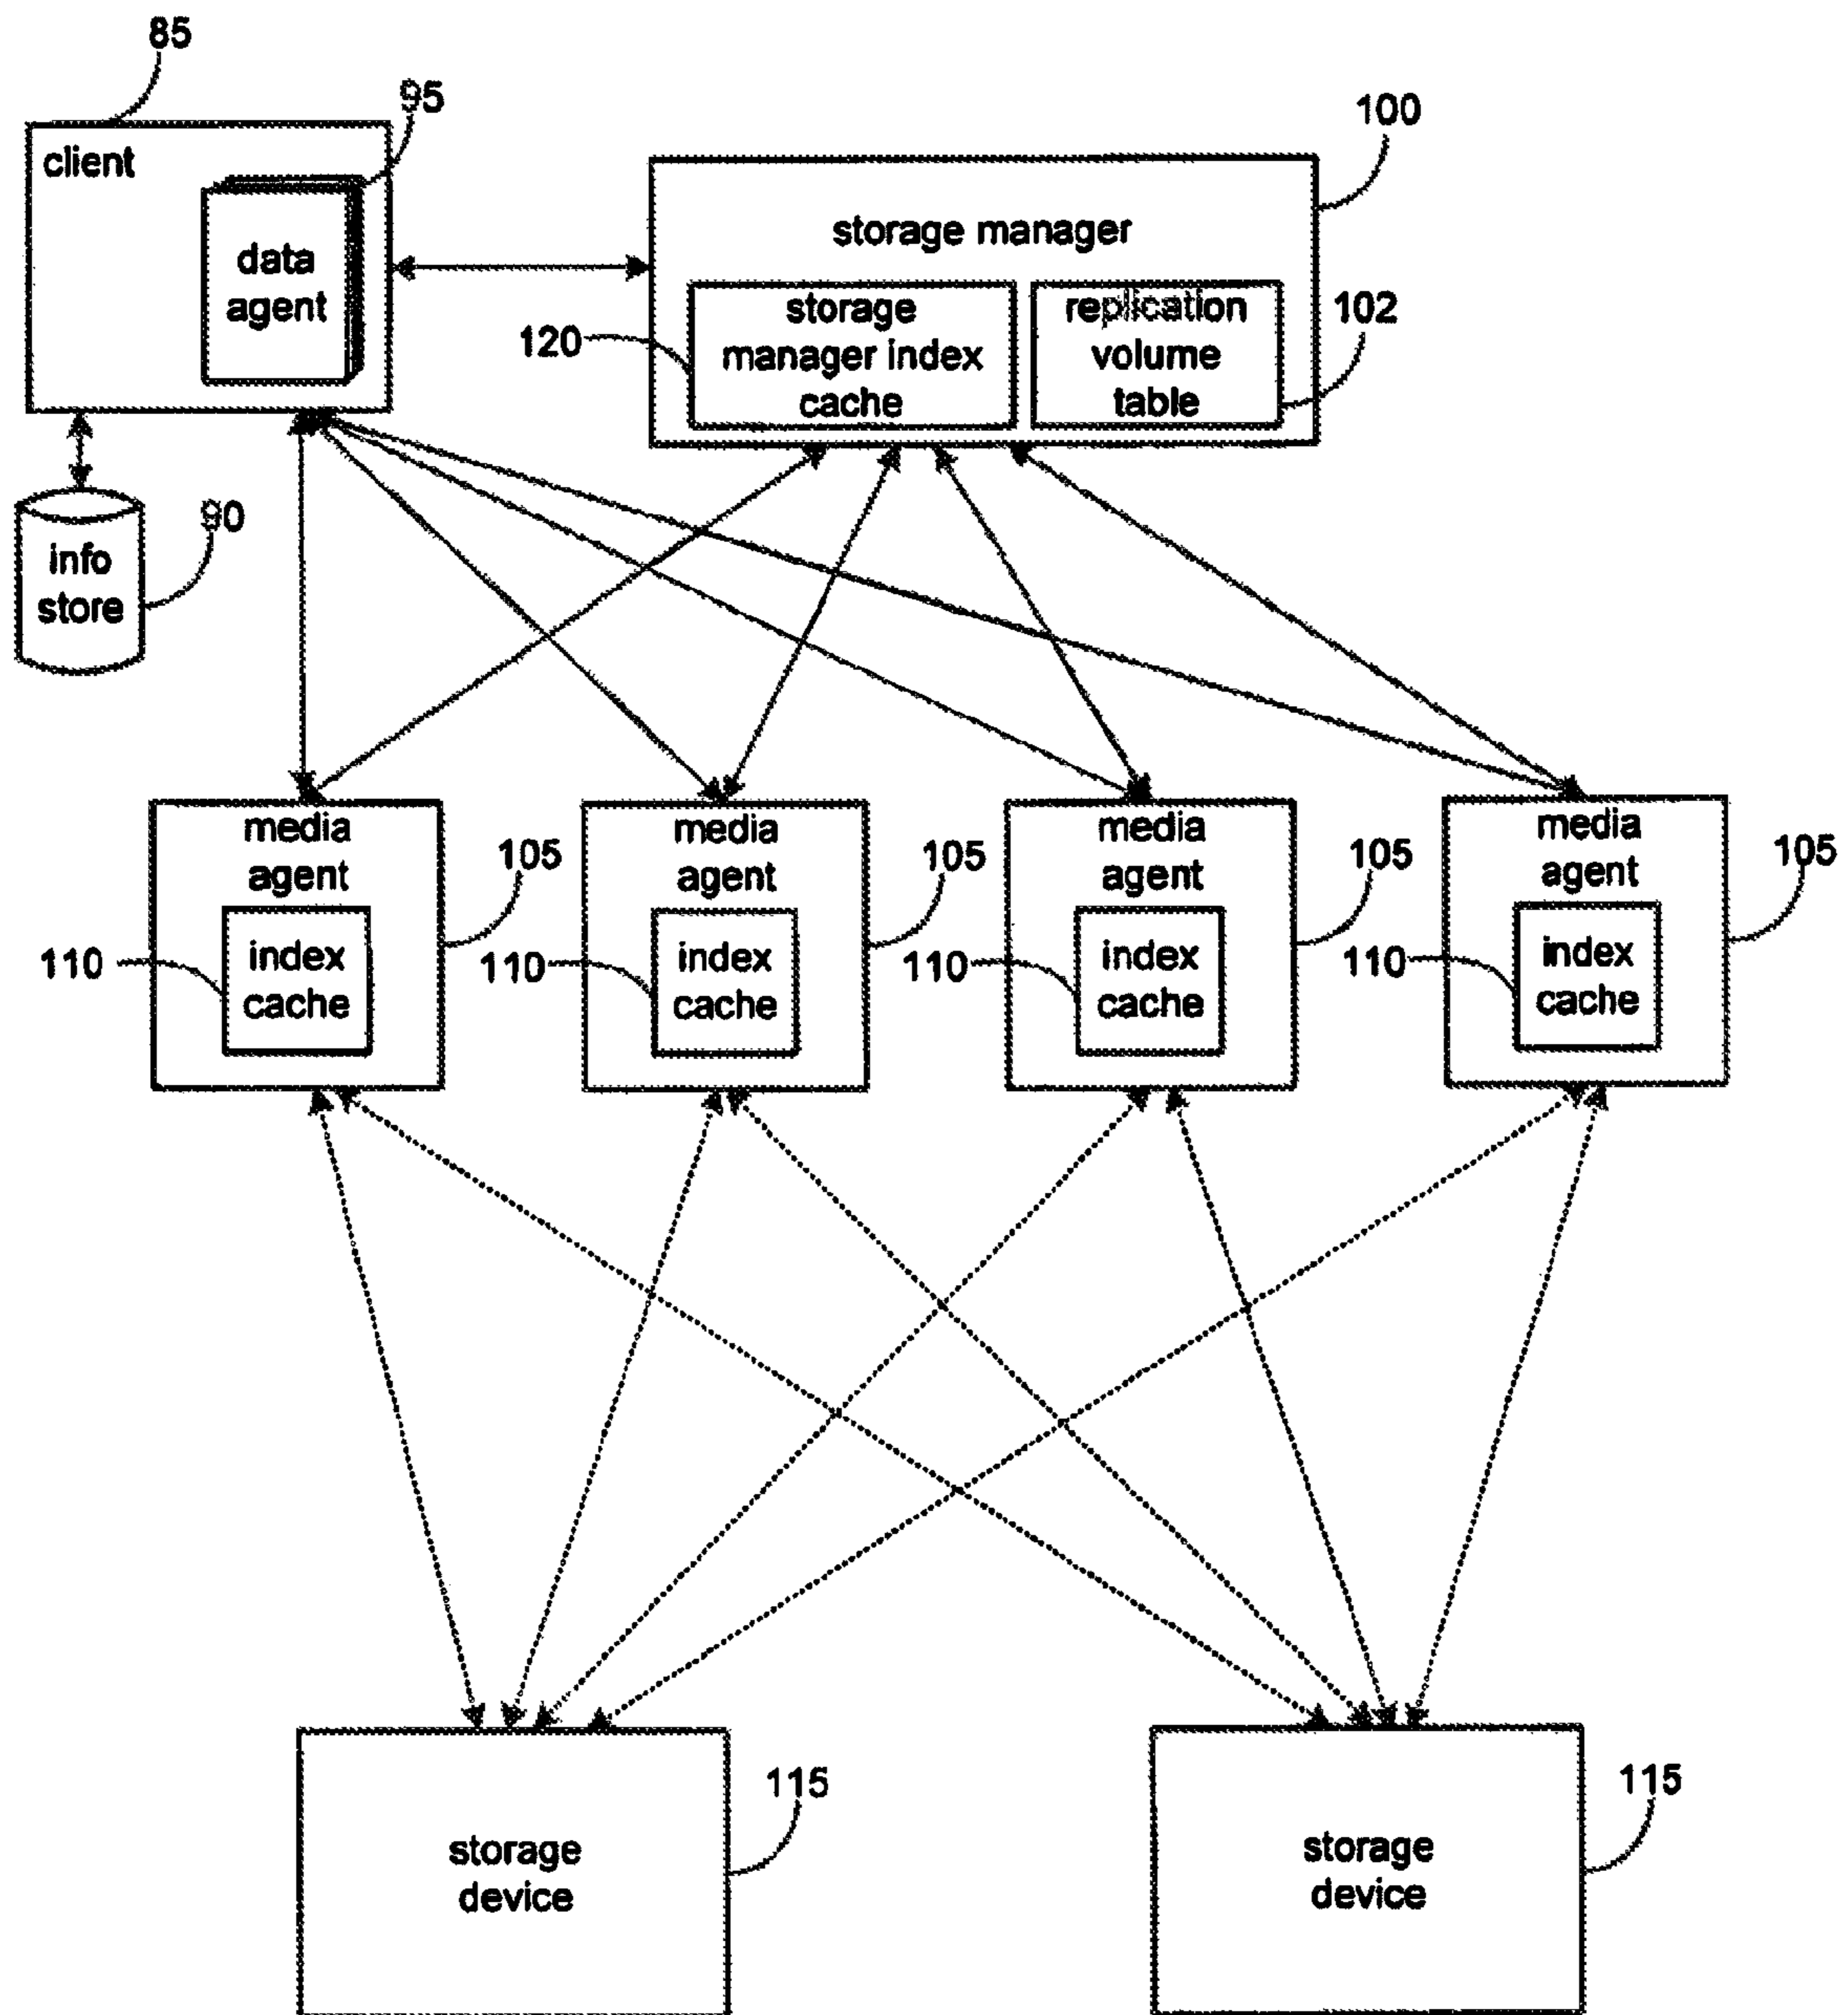 85
95
100
client
data
agent
storage manager
storage
manager index
cache
replication
volume
table
120
102
90
info
store
media
agent
105
index
cache
110
media
agent
105
index
cache
110
media
agent
105
index
cache
110
media
agent
105
index
cache
110
storage
device
115
storage
device
115